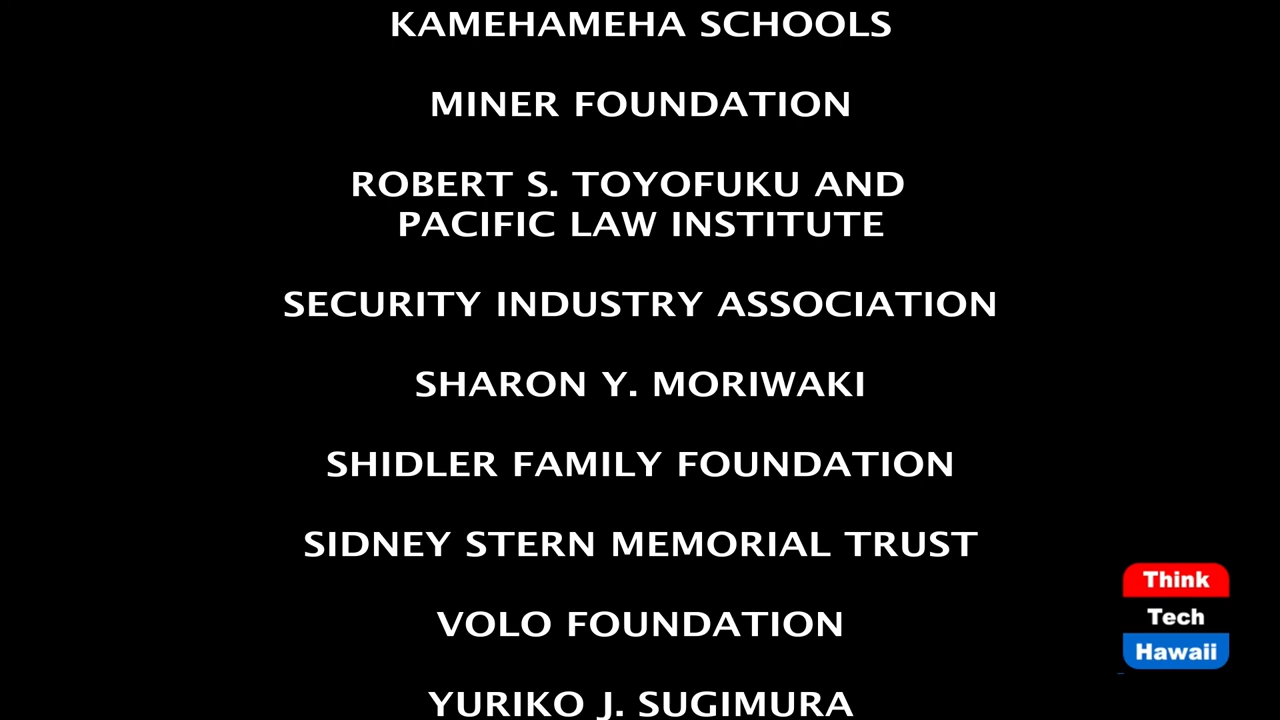 KAMEHAMEHA SCHOOLS
MINER FOUNDATION
ROBERT S. TOYOFUKU AND
PACIFIC LAW INSTITUTE
SECURITY INDUSTRY ASSOCIATION
SHARON Y. MORIWAKI
SHIDLER FAMILY FOUNDATION
SIDNEY STERN MEMORIAL TRUST
VOLO FOUNDATION
YURIKO J. SUGIMURA
Think
Tech
Hawaii